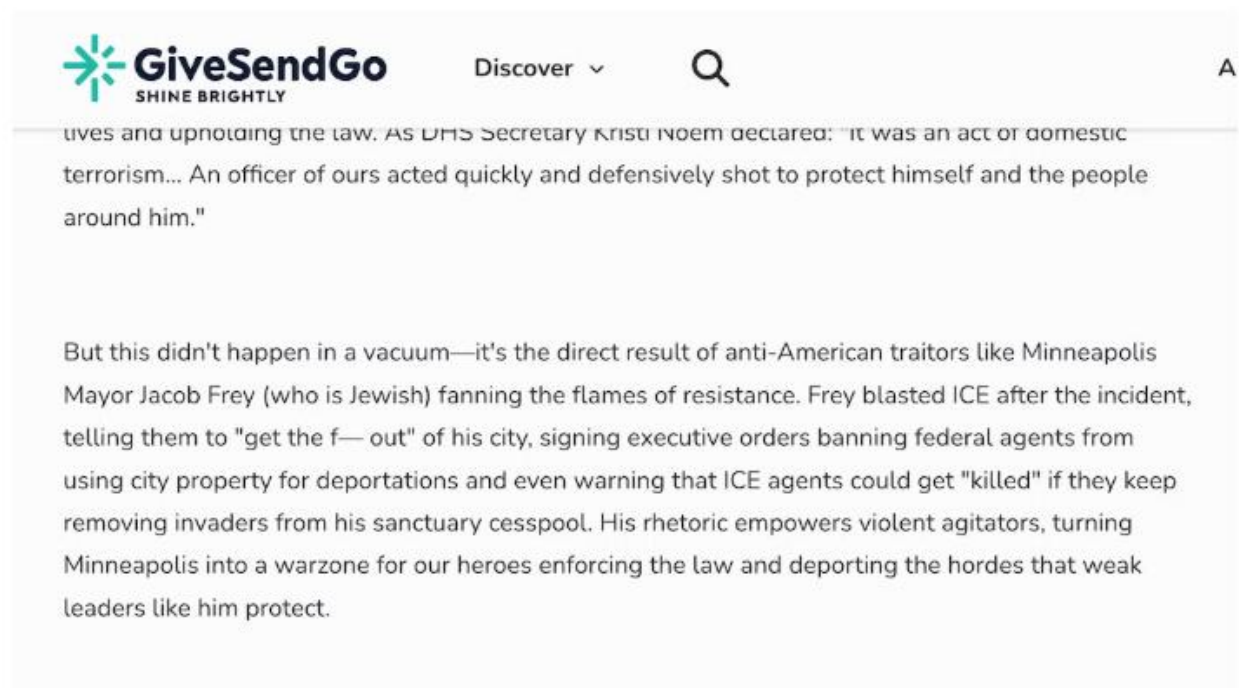 GiveSendGo
SHINE BRIGHTLY
Discover
A
lives and upholding the law. As DHS Secretary Kristi Noem declared: "It was an act of domestic
terrorism... An officer of ours acted quickly and defensively shot to protect himself and the people
around him."
But this didn't happen in a vacuum—it's the direct result of anti-American traitors like Minneapolis
Mayor Jacob Frey (who is Jewish) fanning the flames of resistance. Frey blasted ICE after the incident,
telling them to "get the f— out" of his city, signing executive orders banning federal agents from
using city property for deportations and even warning that ICE agents could get "killed" if they keep
removing invaders from his sanctuary cesspool. His rhetoric empowers violent agitators, turning
Minneapolis into a warzone for our heroes enforcing the law and deporting the hordes that weak
leaders like him protect.